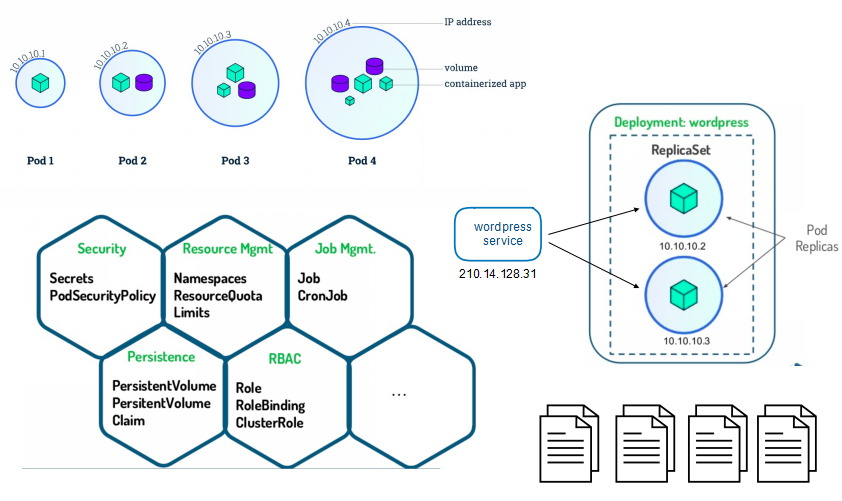 10.10.10.1
10.10.10.2
10.10.10.3
10.10.10.4
IP address
volume
containerized app
Pod 1
Pod 2
Pod 3
Pod 4
Deployment: wordpress
ReplicaSet
10.10.10.2
10.10.10.3
Pod
Replicas
wordpress
service
210.14.128.31
Security
Secrets
PodSecurityPolicy
Resource Mgmt
Namespaces
ResourceQuota
Limits
Job Mgmt.
Job
CronJob
Persistence
PersistentVolume
PersitentVolume
Claim
RBAC
Role
RoleBinding
ClusterRole
...